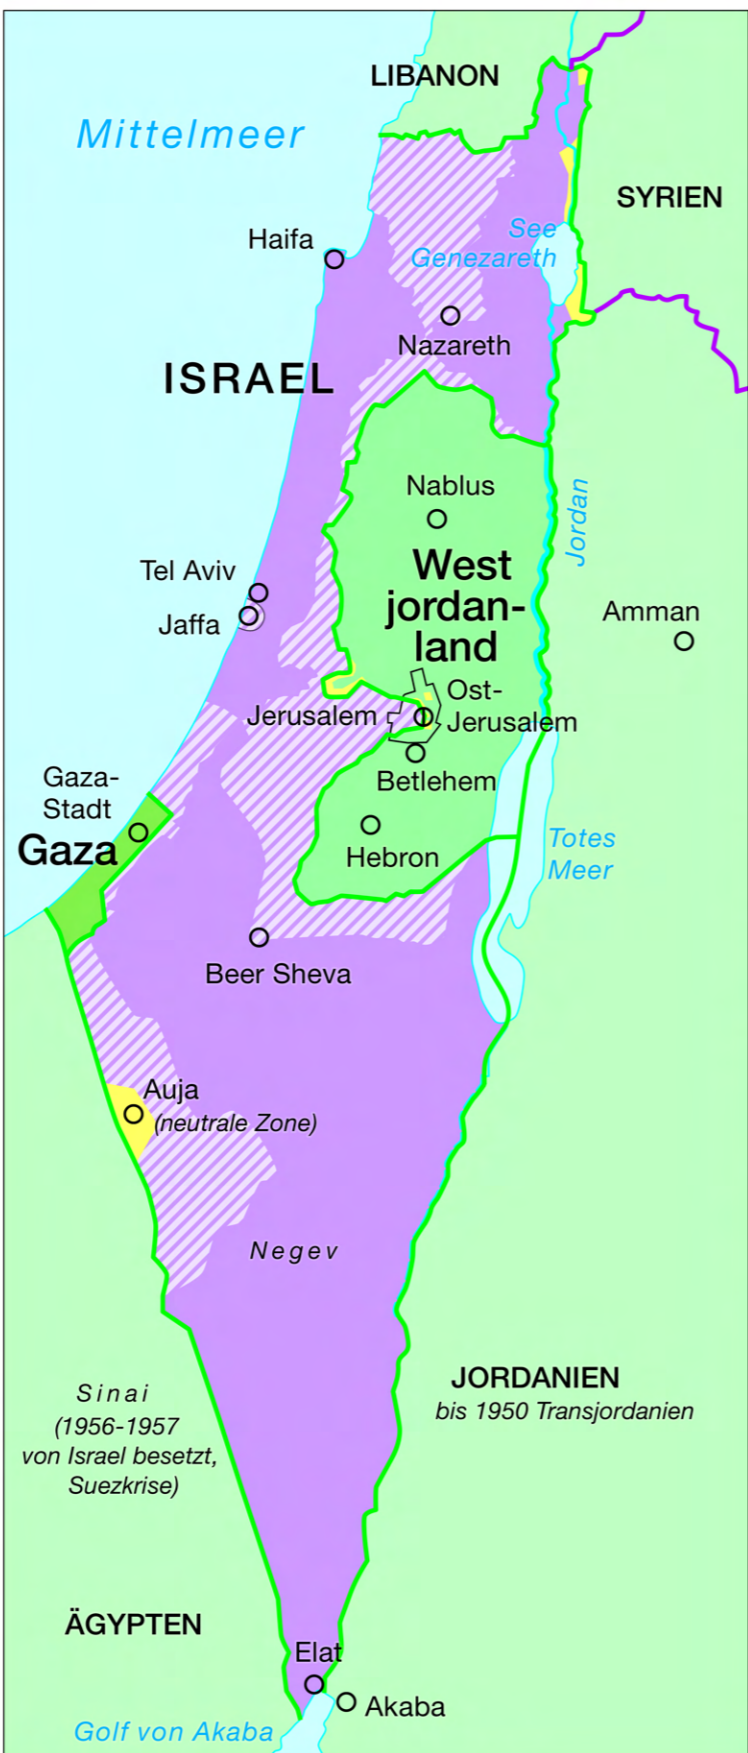 LIBANON
Mittelmeer
SYRIEN
See
Genezareth
Haifa
Nazareth
ISRAEL
Nablus
Jordan
West
jordan-
land
Tel Aviv
Jaffa
Amman
Ost-
Jerusalem
Jerusalem
Betlehem
Gaza-
Stadt
Gaza
Hebron
Totes
Meer
Beer Sheva
Auja
(neutrale Zone)
Negev
JORDANIEN
bis 1950 Transjordanien
Sinai
(1956-1957
von Israel besetzt,
Suezkrise)
ÄGYPTEN
Elat
Akaba
Golf von Akaba